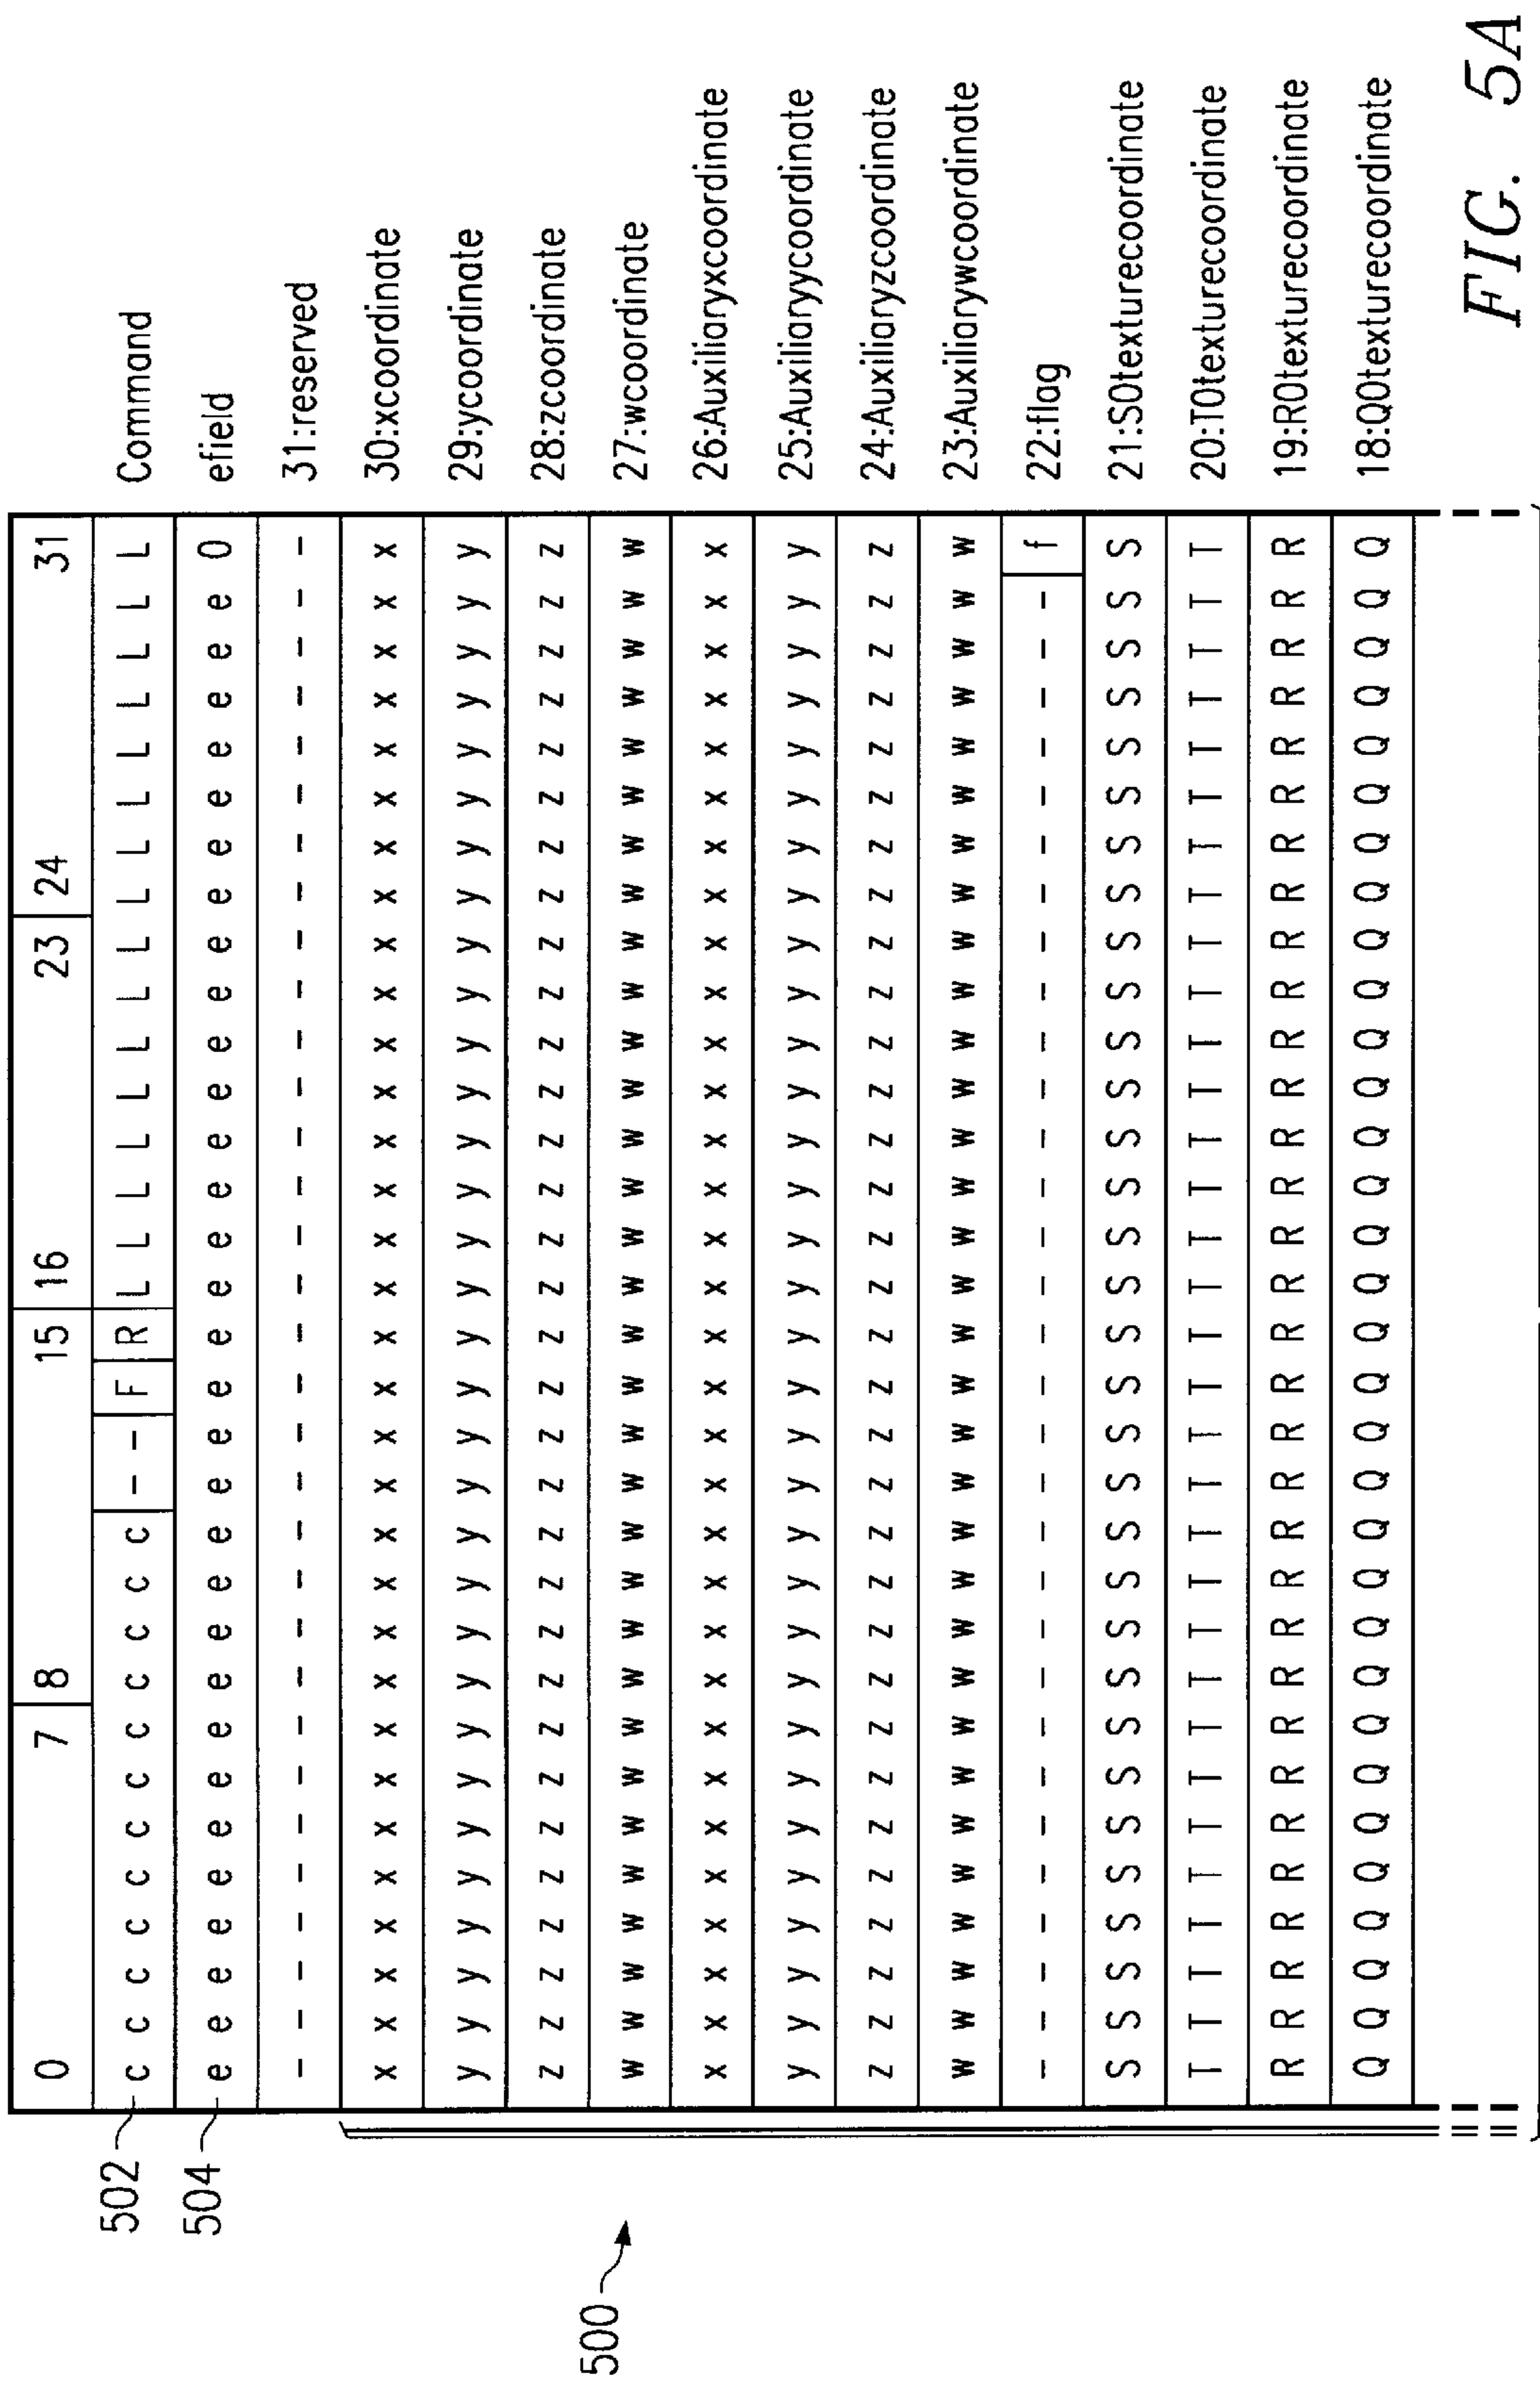 0 7 8 15 16 23 24 31
502 c c c c c c c c c c c c - - F R L L L L L L L L L L L L L L L L Command
504 e e e e e e e e e e e e e e e e e e e e e e e e e e e e e e e 0 efield
- - - - - - - - - - - - - - - - - - - - - - - - - - - - - - - - 31:reserved
x x x x x x x x x x x x x x x x x x x x x x x x x x x x x x x x 30:xcoordinate
y y y y y y y y y y y y y y y y y y y y y y y y y y y y y y y y 29:ycoordinate
z z z z z z z z z z z z z z z z z z z z z z z z z z z z z z z z 28:zcoordinate
500 w w w w w w w w w w w w w w w w w w w w w w w w w w w w w w w w 27:wcoordinate
x x x x x x x x x x x x x x x x x x x x x x x x x x x x x x x x 26:Auxiliaryxcoordinate
y y y y y y y y y y y y y y y y y y y y y y y y y y y y y y y y 25:Auxiliaryycoordinate
z z z z z z z z z z z z z z z z z z z z z z z z z z z z z z z z 24:Auxiliaryzcoordinate
w w w w w w w w w w w w w w w w w w w w w w w w w w w w w w w w 23:Auxiliarywcoordinate
- - - - - - - - - - - - - - - - - - - - - - - - - - - - - - - f 22:flag
S S S S S S S S S S S S S S S S S S S S S S S S S S S S S S S S 21:S0texturecoordinate
T T T T T T T T T T T T T T T T T T T T T T T T T T T T T T T T 20:T0texturecoordinate
R R R R R R R R R R R R R R R R R R R R R R R R R R R R R R R R 19:R0texturecoordinate
Q Q Q Q Q Q Q Q Q Q Q Q Q Q Q Q Q Q Q Q Q Q Q Q Q Q Q Q Q Q Q Q 18:Q0texturecoordinate
FIG. 5A